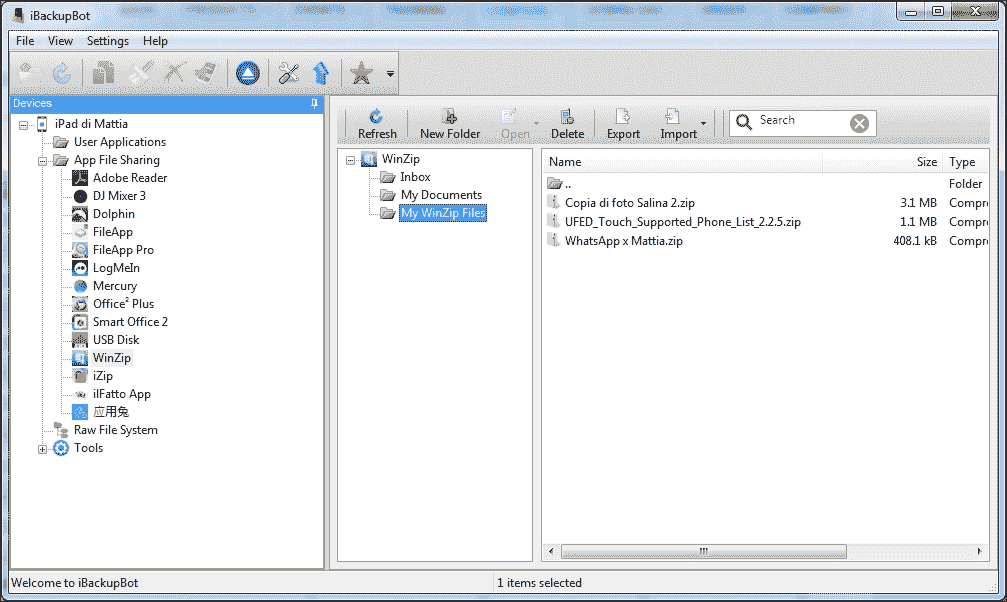 iBackupBot
File View Settings Help
Devices
iPad di Mattia
User Applications
App File Sharing
Adobe Reader
DJ Mixer 3
Dolphin
FileApp
FileApp Pro
LogMeIn
Mercury
Office² Plus
Smart Office 2
USB Disk
WinZip
iZip
ilFatto App
应用兔
Raw File System
Tools
Refresh New Folder Open Delete Export Import Search
WinZip
Inbox
My Documents
My WinZip Files
Name Size Type
.. Folder
Copia di foto Salina 2.zip 3.1 MB Compr
UFED_Touch_Supported_Phone_List_2.2.5.zip 1.1 MB Compr
WhatsApp x Mattia.zip 408.1 kB Compr
Welcome to iBackupBot 1 items selected